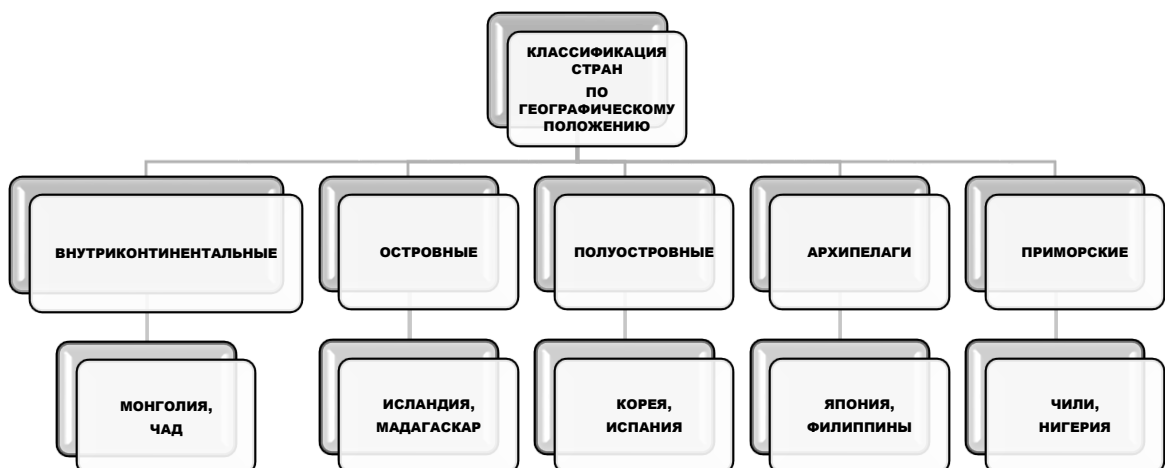 КЛАССИФИКАЦИЯ
СТРАН
ПО
ГЕОГРАФИЧЕСКОМУ
ПОЛОЖЕНИЮ
ВНУТРИКОНТИНЕНТАЛЬНЫЕ
ОСТРОВНЫЕ
ПОЛУОСТРОВНЫЕ
АРХИПЕЛАГИ
ПРИМОРСКИЕ
МОНГОЛИЯ,
ЧАД
ИСЛАНДИЯ,
МАДАГАСКАР
КОРЕЯ,
ИСПАНИЯ
ЯПОНИЯ,
ФИЛИППИНЫ
ЧИЛИ,
НИГЕРИЯ